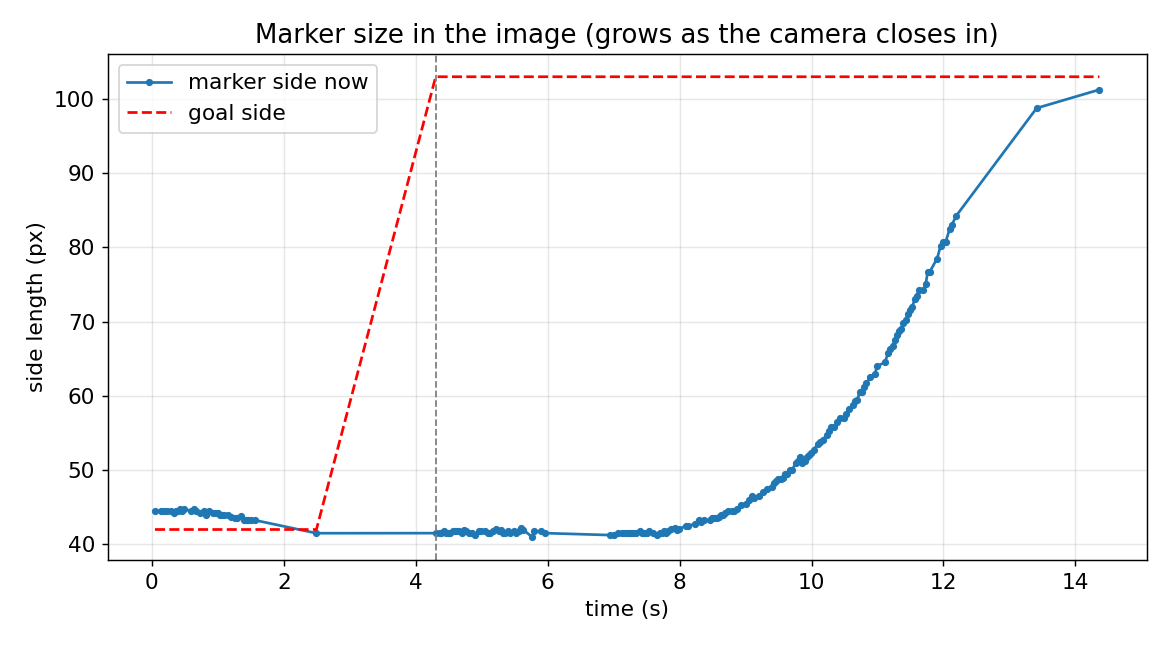 Marker size in the image (grows as the camera closes in)
marker side now
goal side
100
90
80
70
60
50
40
side length (px)
0 2 4 6 8 10 12 14
time (s)